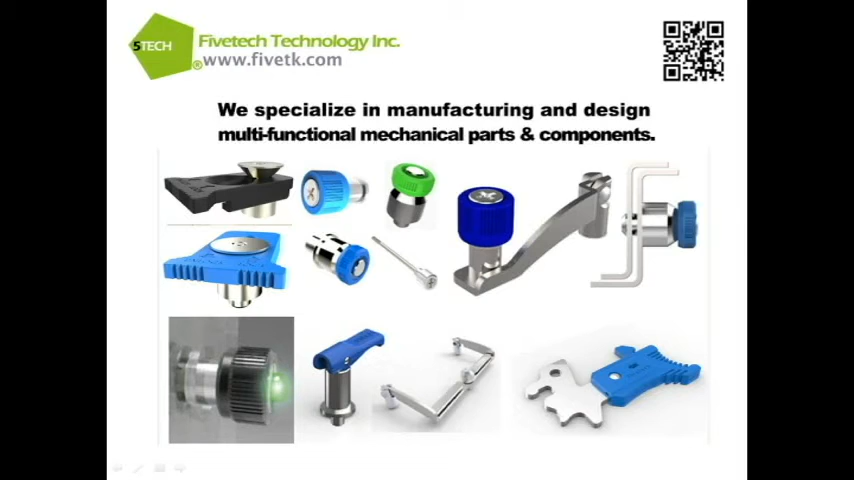 5TECH
Fivetech Technology Inc.
®www.fivetk.com
We specialize in manufacturing and design
multi-functional mechanical parts & components.